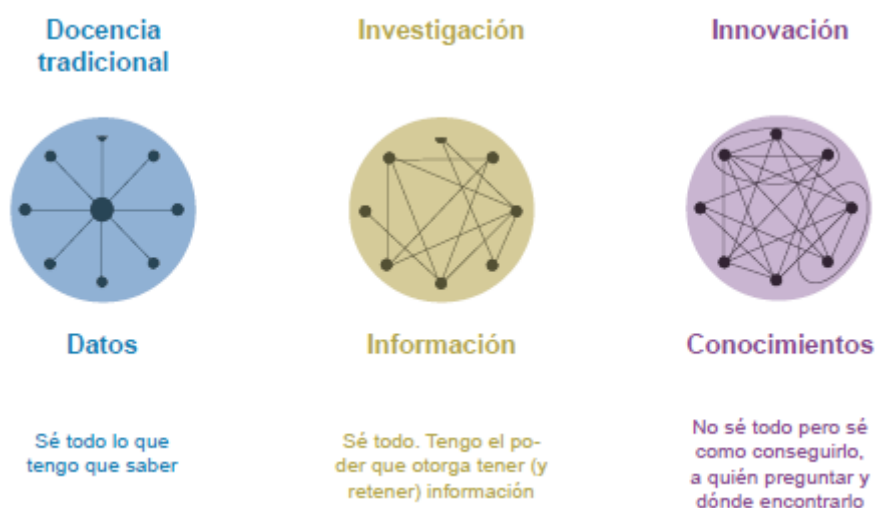 Docencia
tradicional
Investigación
Innovación
Datos
Información
Conocimientos
Sé todo lo que
tengo que saber
Sé todo. Tengo el po-
der que otorga tener (y
retener) información
No sé todo pero sé
como conseguirlo,
a quién preguntar y
dónde encontrarlo